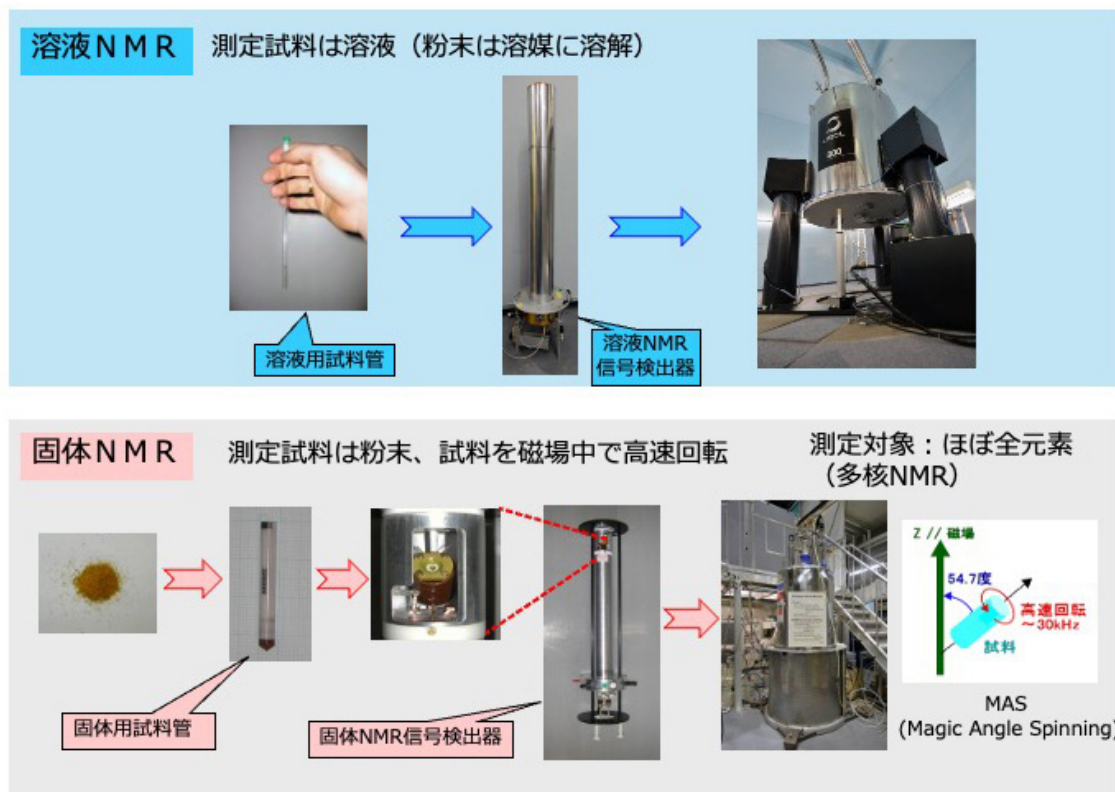 溶液ＮＭＲ
測定試料は溶液（粉末は溶媒に溶解）
800
溶液用試料管
溶液NMR
信号検出器
固体ＮＭＲ
測定試料は粉末、試料を磁場中で高速回転
測定対象：ほぼ全元素
（多核NMR）
Z // 磁場
54.7度
高速回転
～30kHz
試料
固体用試料管
固体NMR信号検出器
MAS
(Magic Angle Spinning)